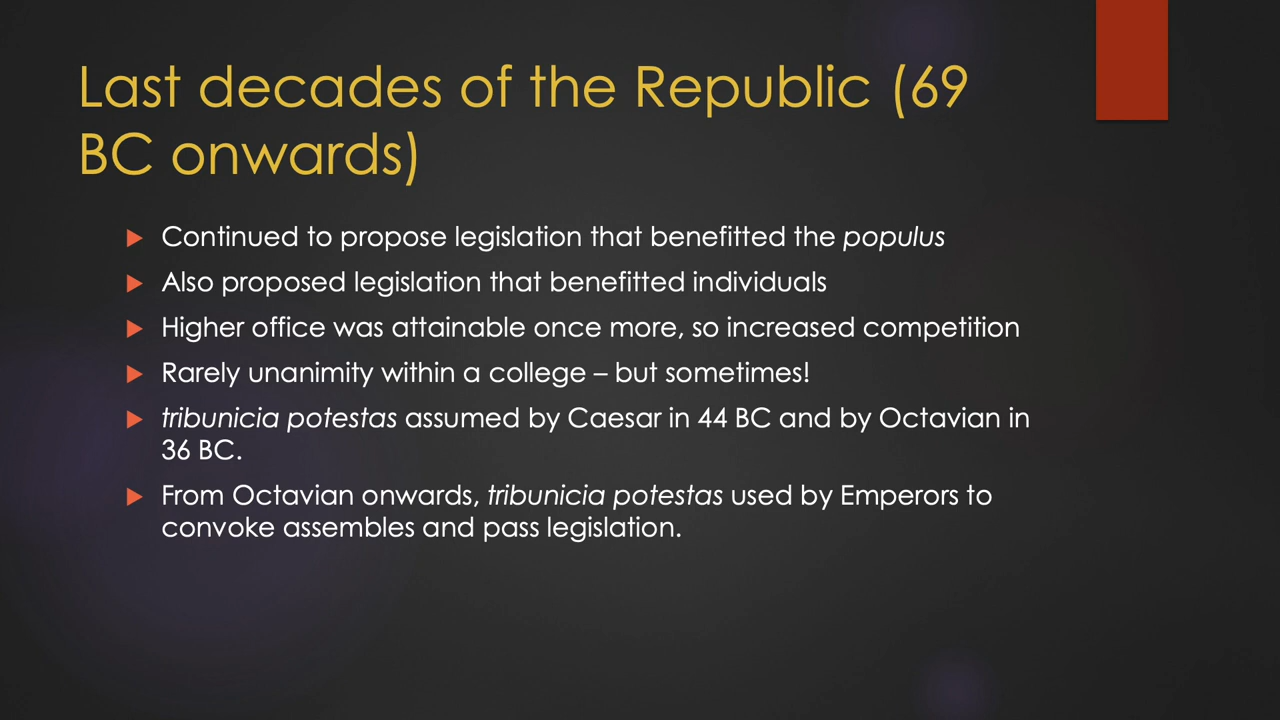 Last decades of the Republic (69
BC onwards)
Continued to propose legislation that benefitted the populus
Also proposed legislation that benefitted individuals
Higher office was attainable once more, so increased competition
Rarely unanimity within a college – but sometimes!
tribunicia potestas assumed by Caesar in 44 BC and by Octavian in
36 BC.
From Octavian onwards, tribunicia potestas used by Emperors to
convoke assembles and pass legislation.